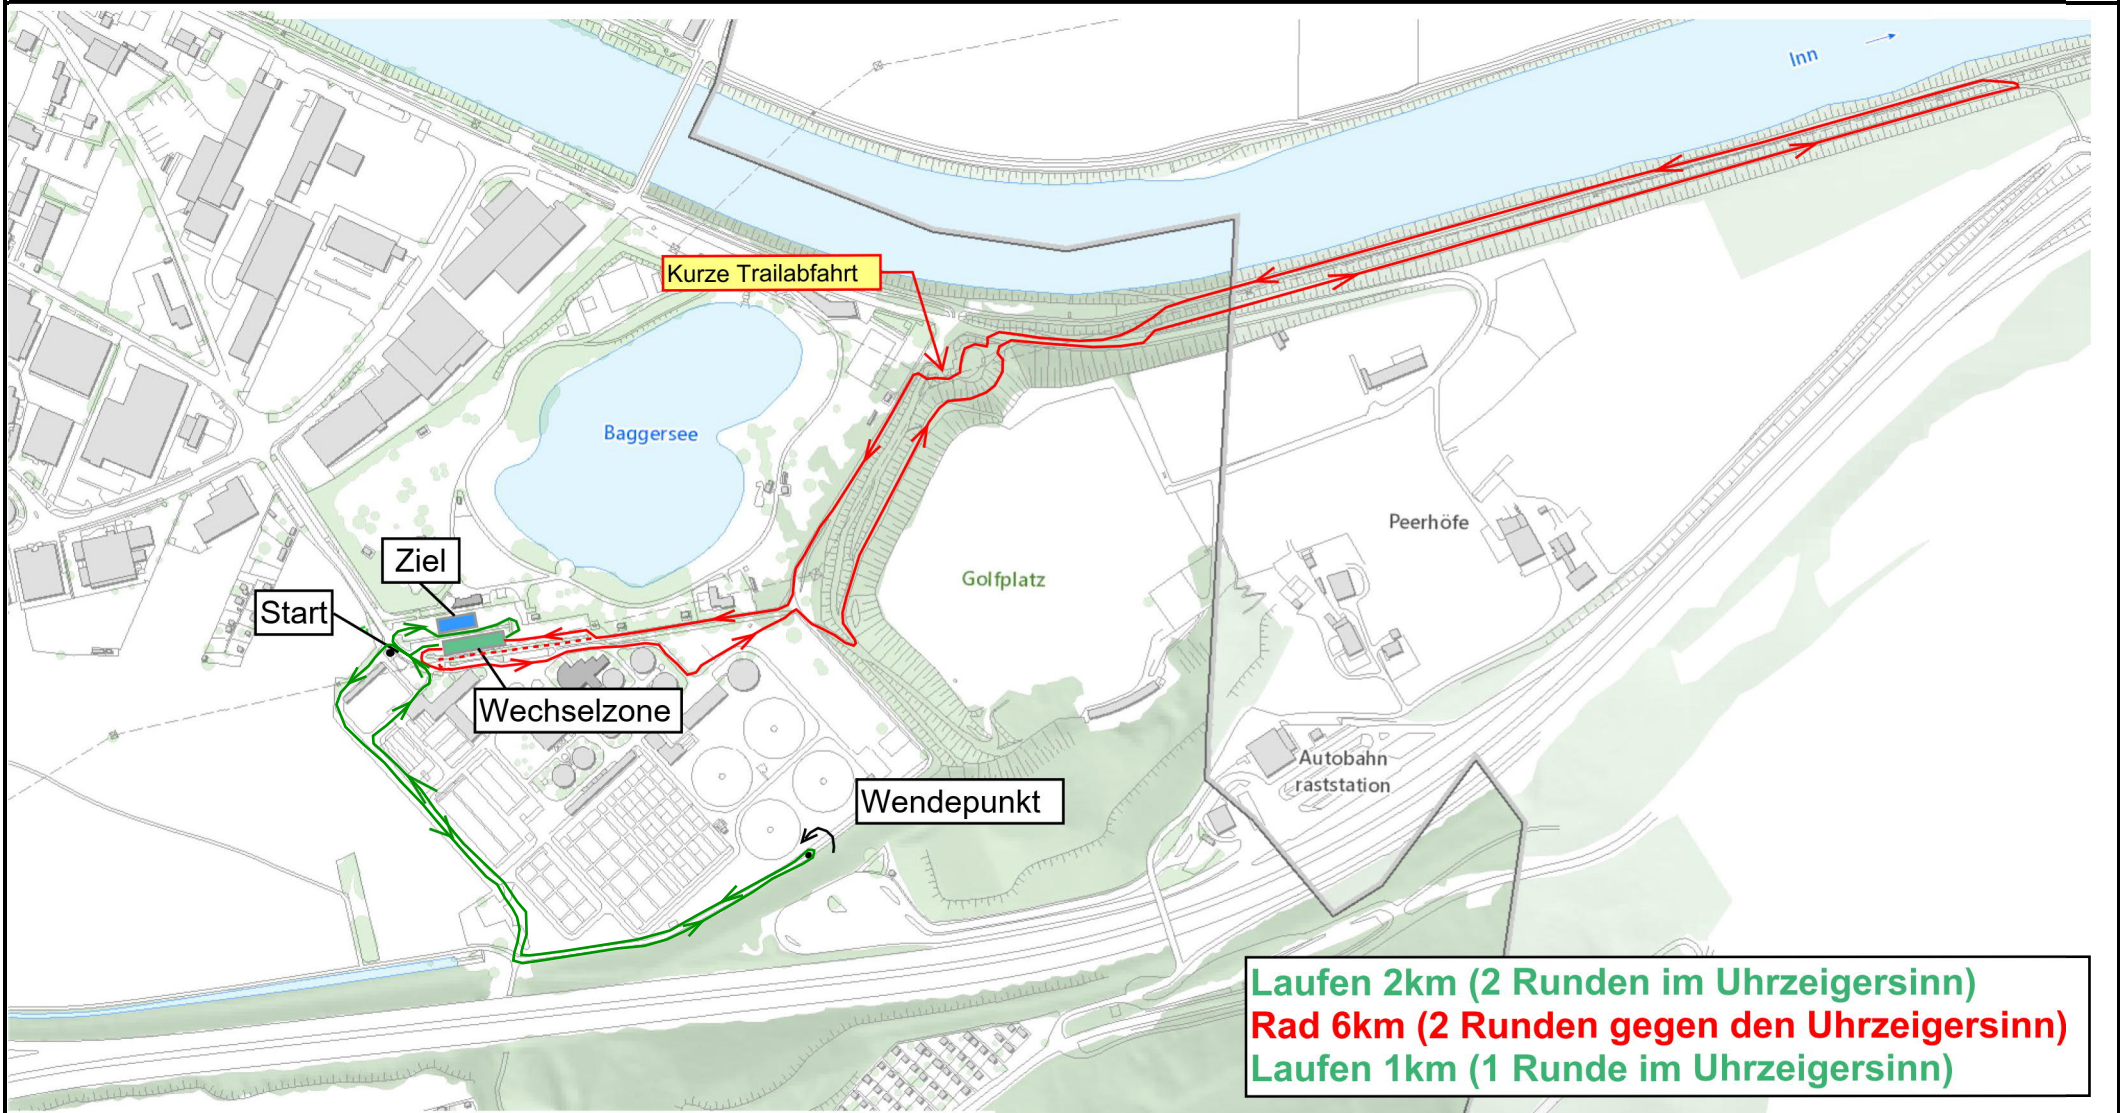 Inn
Kurze Trailabfahrt
Baggersee
Peerhöfe
Ziel
Golfplatz
Start
Wechselzone
Autobahn
raststation
Wendepunkt
Laufen 2km (2 Runden im Uhrzeigersinn)
Rad 6km (2 Runden gegen den Uhrzeigersinn)
Laufen 1km (1 Runde im Uhrzeigersinn)